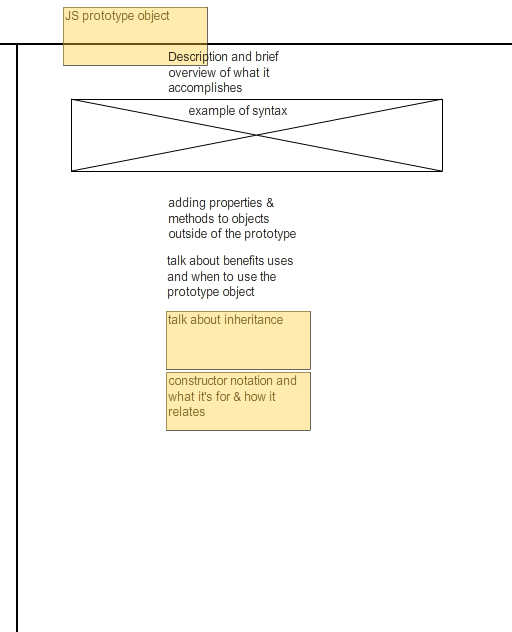 JS prototype object
Description and brief
overview of what it
accomplishes
example of syntax
adding properties &
methods to objects
outside of the prototype
talk about benefits uses
and when to use the
prototype object
talk about inheritance
constructor notation and
what it's for & how it
relates